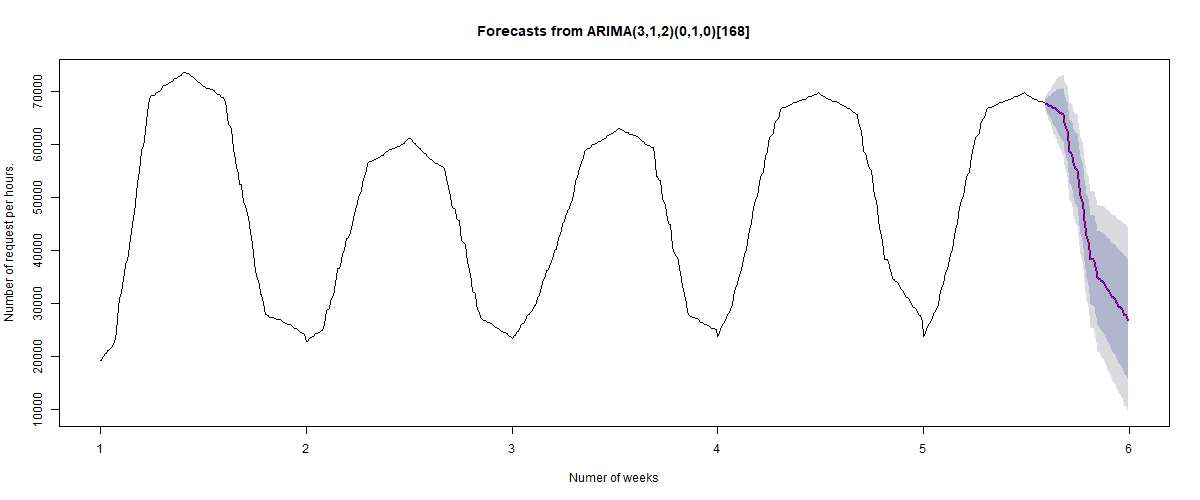 Forecasts from ARIMA(3,1,2)(0,1,0)[168]
Number of request per hours.
70000
60000
50000
40000
30000
20000
10000
1 2 3 4 5 6
Numer of weeks